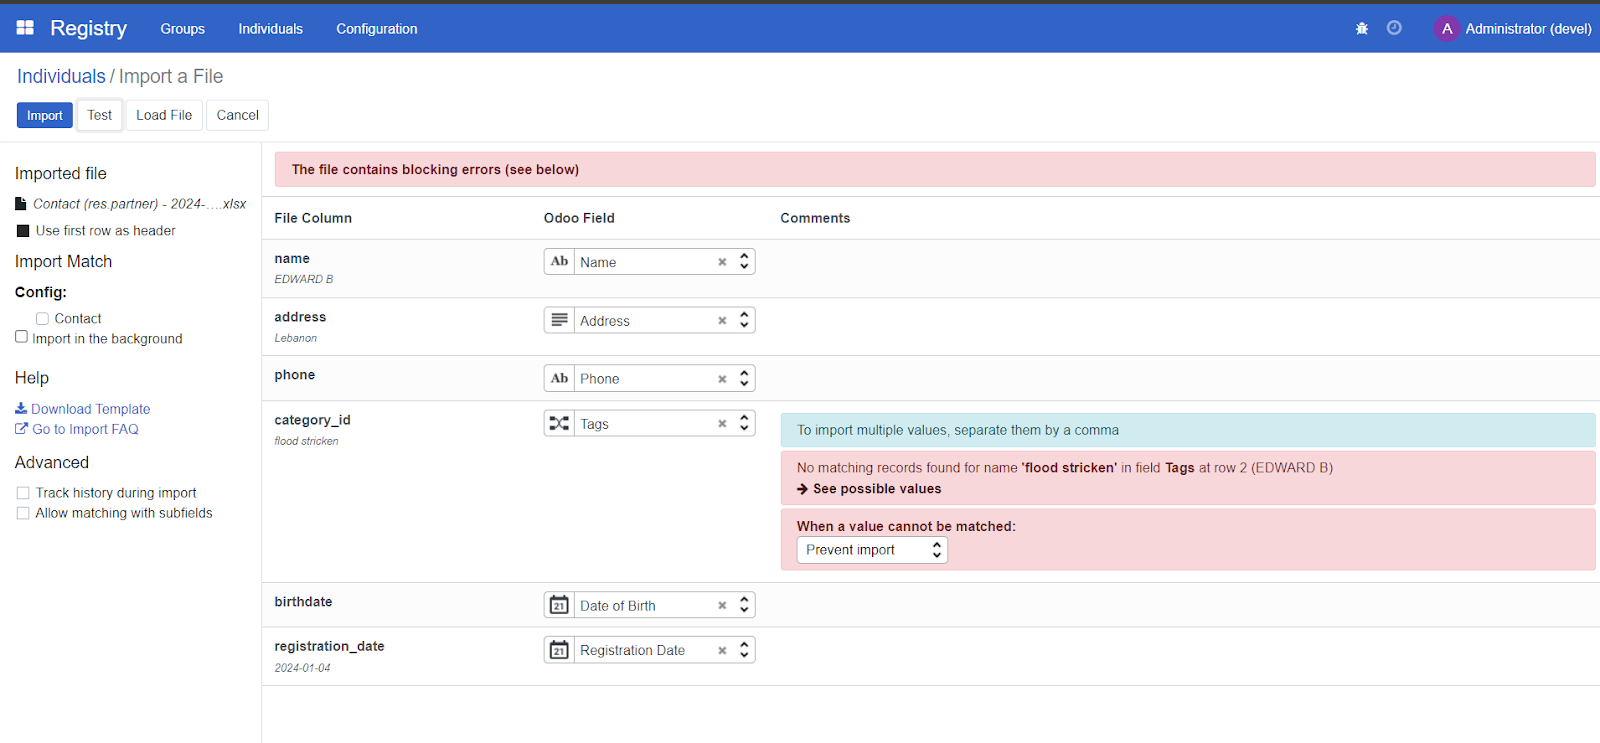 Registry Groups Individuals Configuration A Administrator (devel)
Individuals / Import a File
Import Test Load File Cancel
Imported file
Contact (res.partner) - 2024-....xlsx
Use first row as header
Import Match
Config:
Contact
Import in the background
Help
Download Template
Go to Import FAQ
Advanced
Track history during import
Allow matching with subfields
The file contains blocking errors (see below)
File Column Odoo Field Comments
name Ab Name
EDWARD B
address Address
Lebanon
phone Ab Phone
category_id Tags
flood stricken
To import multiple values, separate them by a comma
No matching records found for name 'flood stricken' in field Tags at row 2 (EDWARD B)
See possible values
When a value cannot be matched:
Prevent import
birthdate 21 Date of Birth
registration_date 21 Registration Date
2024-01-04